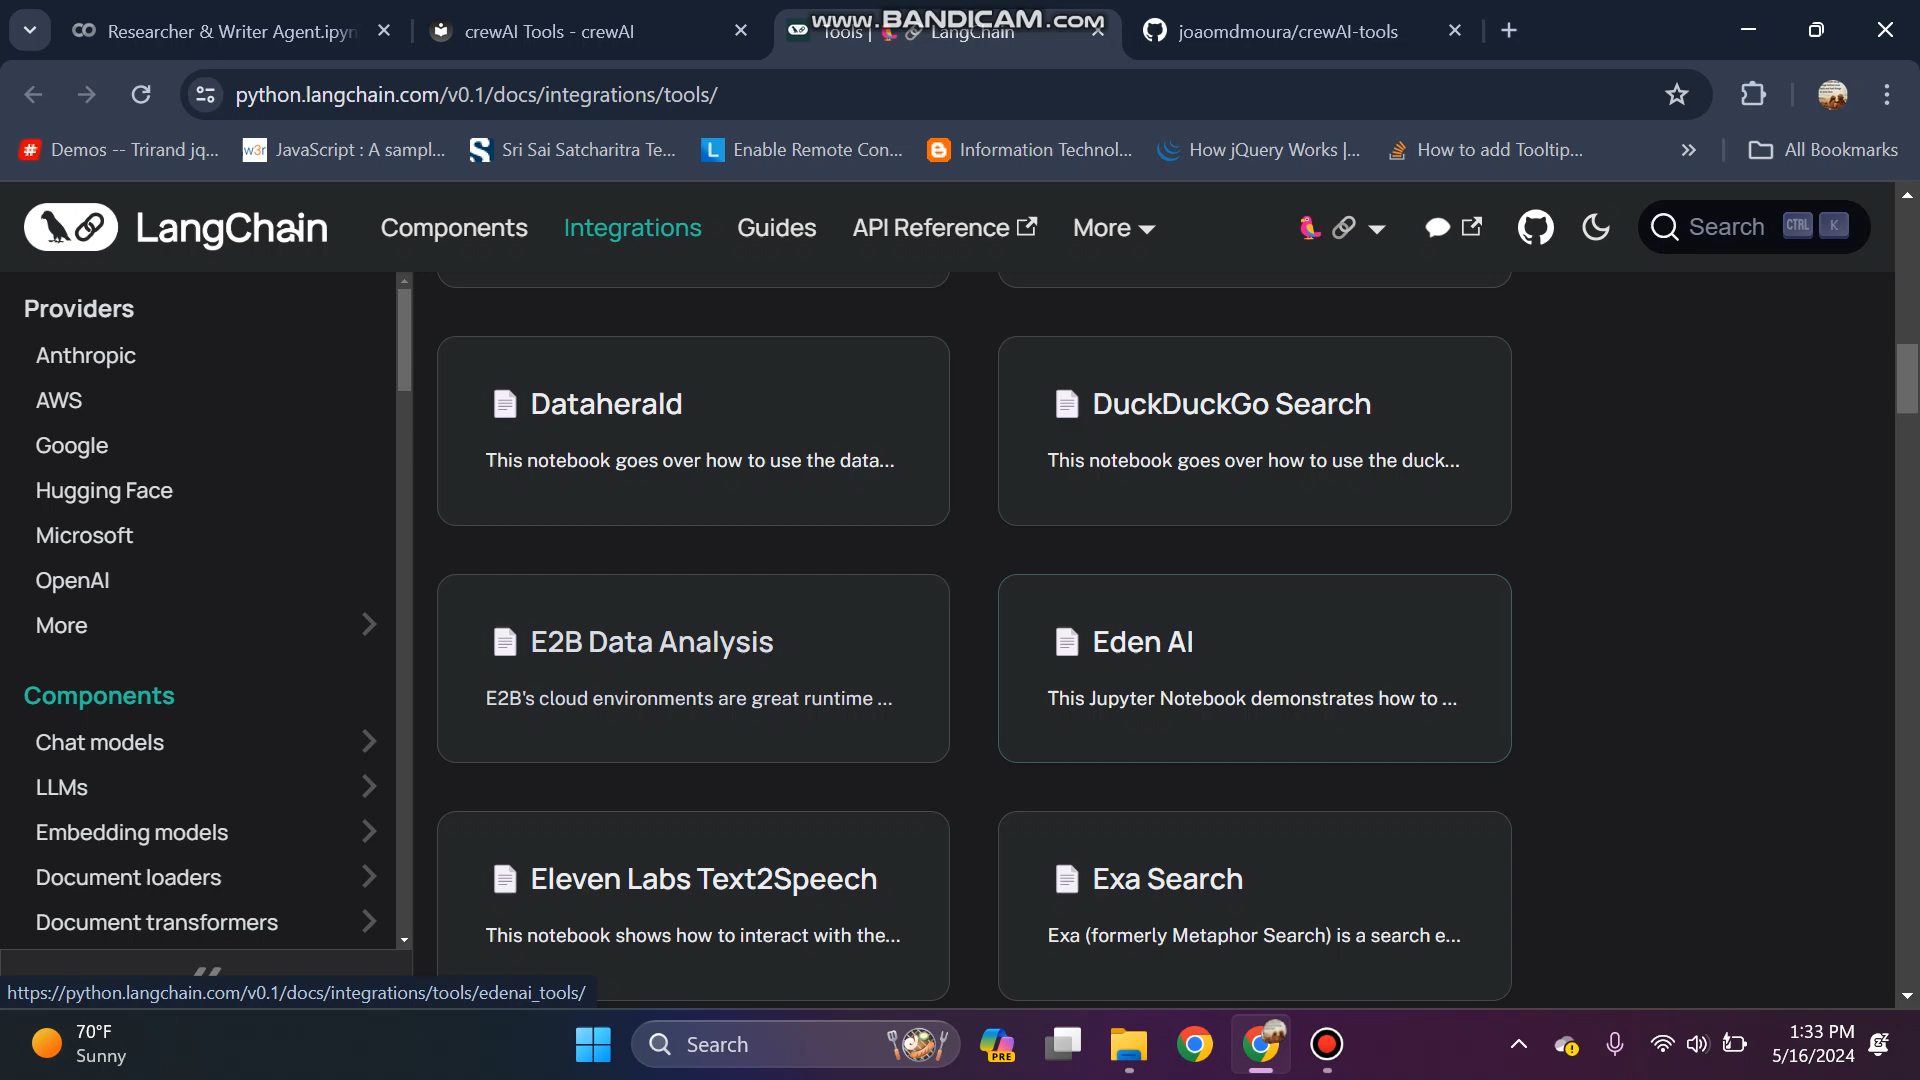 www.BANDICAM.com
Researcher & Writer Agent.ipyn
crewAI Tools - crewAI
Tools | LangChain
joaomdmoura/crewAI-tools
python.langchain.com/v0.1/docs/integrations/tools/
Demos -- Trirand jq...
w3r JavaScript : A sampl...
Sri Sai Satcharitra Te...
L Enable Remote Con...
Information Technol...
How jQuery Works |...
How to add Tooltip...
All Bookmarks
LangChain
Components
Integrations
Guides
API Reference
More
Search CTRL K
Providers
Anthropic
AWS
Google
Hugging Face
Microsoft
OpenAI
More
Components
Chat models
LLMs
Embedding models
Document loaders
Document transformers
Dataherald
This notebook goes over how to use the data...
DuckDuckGo Search
This notebook goes over how to use the duck...
E2B Data Analysis
E2B's cloud environments are great runtime ...
Eden AI
This Jupyter Notebook demonstrates how to ...
Eleven Labs Text2Speech
This notebook shows how to interact with the...
Exa Search
Exa (formerly Metaphor Search) is a search e...
https://python.langchain.com/v0.1/docs/integrations/tools/edenai_tools/
70°F
Sunny
Search
PRE
1:33 PM
5/16/2024